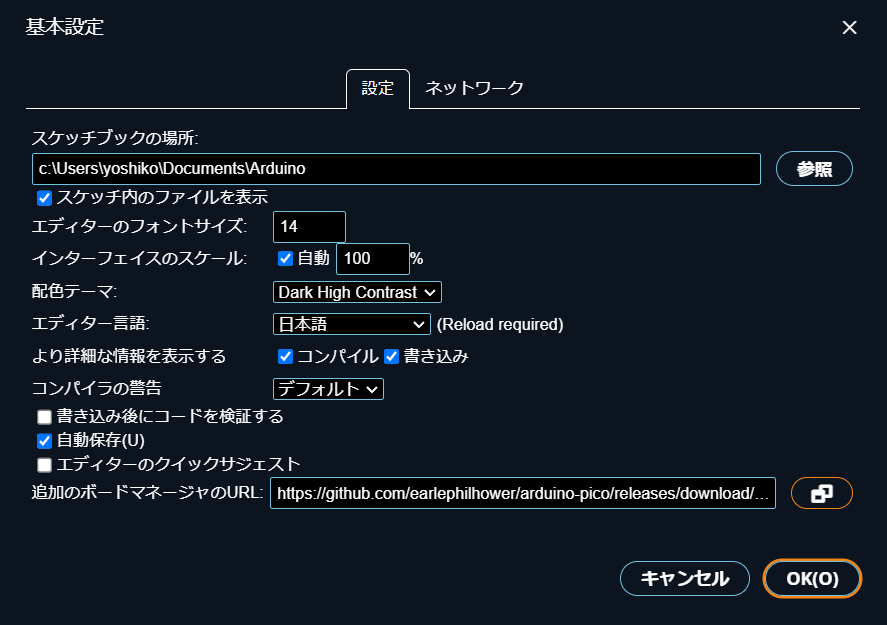 基本設定
設定 ネットワーク
スケッチブックの場所:
c:\Users\yoshiko\Documents\Arduino 参照
スケッチ内のファイルを表示
エディターのフォントサイズ: 14
インターフェイスのスケール: 自動 100 %
配色テーマ: Dark High Contrast
エディター言語: 日本語 (Reload required)
より詳細な情報を表示する コンパイル 書き込み
コンパイラの警告 デフォルト
書き込み後にコードを検証する
自動保存(U)
エディターのクイックサジェスト
追加のボードマネージャのURL: https://github.com/earlephilhower/arduino-pico/releases/download/...
キャンセル OK(O)